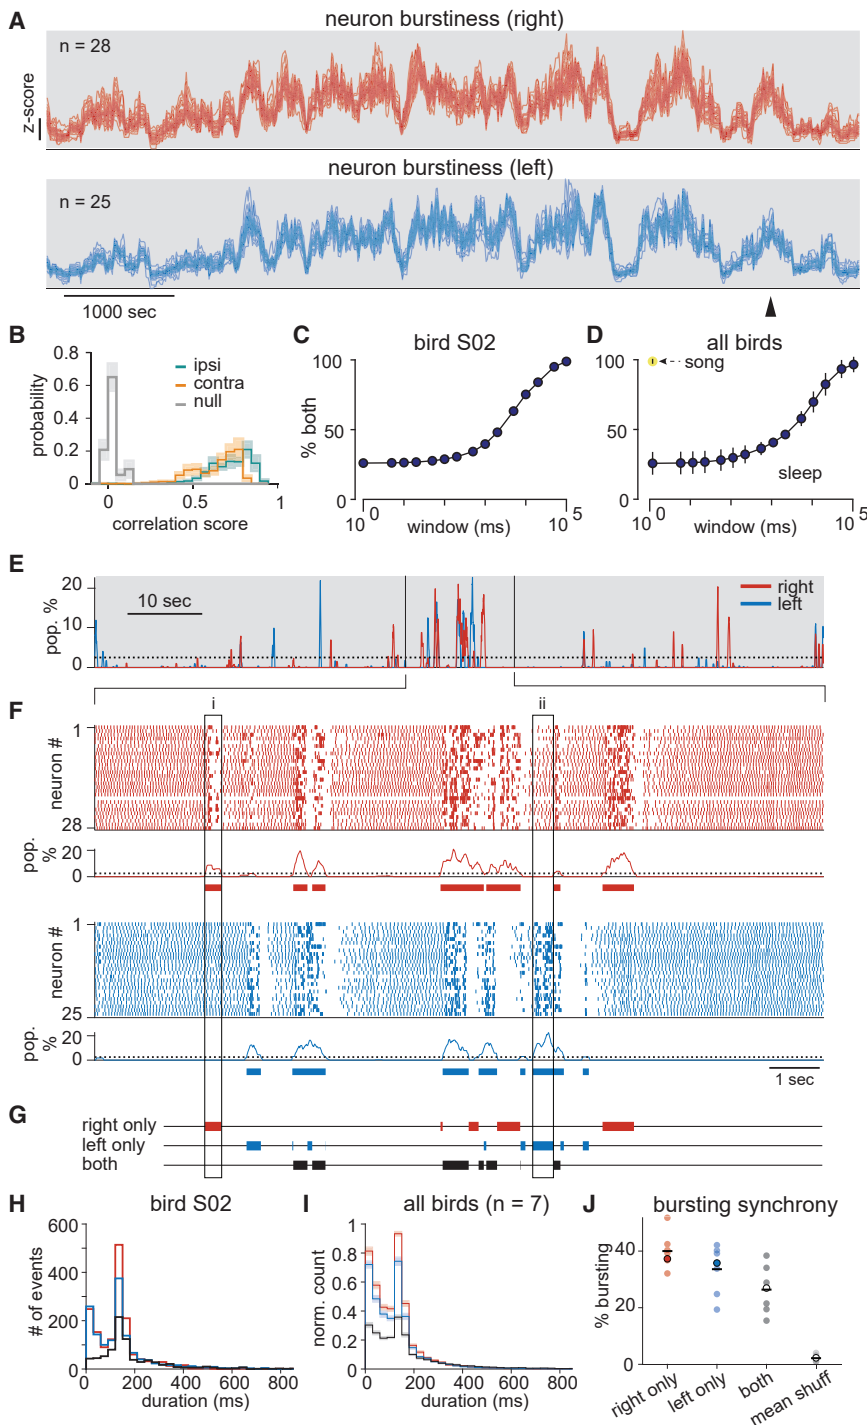 A
neuron burstiness (right)
n = 28
z-score
neuron burstiness (left)
n = 25
1000 sec
B
probability
0.8
0.6
0.4
0.2
0
ipsi
contra
null
0 0.5 1
correlation score
C
bird S02
% both
100
50
0
10^0 10^5
window (ms)
D
all birds
100
50
0
song
sleep
10^0 10^5
window (ms)
E
pop. %
20
10
0
10 sec
right
left
i ii
F
neuron #
1
28
pop. %
20
0
neuron #
1
25
pop. %
20
0
1 sec
G
right only
left only
both
H
bird S02
# of events
600
400
200
0
0 200 400 600 800
duration (ms)
I
all birds (n = 7)
norm. count
1
0.8
0.6
0.4
0.2
0
0 200 400 600 800
duration (ms)
J
bursting synchrony
% bursting
40
20
0
right only
left only
both
mean shuff